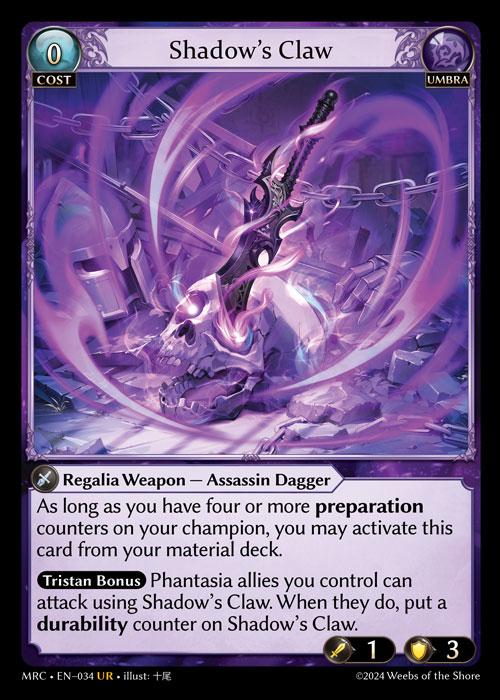 0
COST
Shadow's Claw
UMBRA
Regalia Weapon — Assassin Dagger
As long as you have four or more preparation
counters on your champion, you may activate this
card from your material deck.
Tristan Bonus Phantasia allies you control can
attack using Shadow's Claw. When they do, put a
durability counter on Shadow's Claw.
1
3
MRC • EN–034 UR • illust: 十尾
©2024 Weebs of the Shore